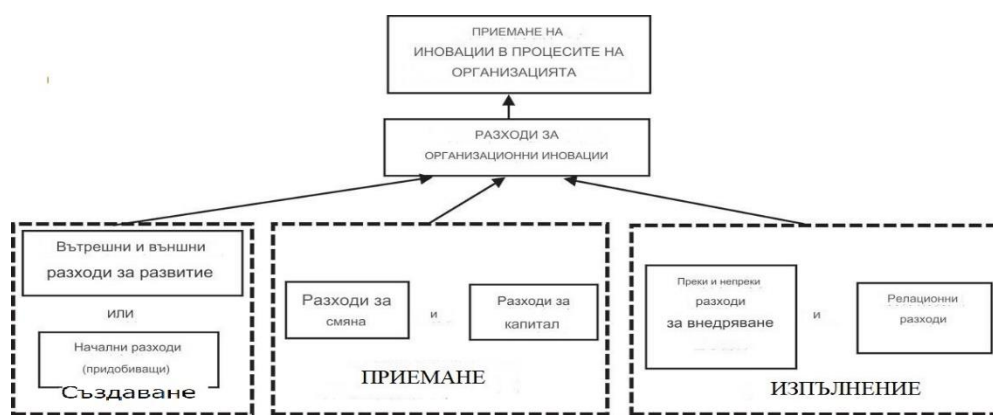 ПРИЕМАНЕ НА
ИНОВАЦИИ В ПРОЦЕСИТЕ НА
ОРГАНИЗАЦИЯТА
РАЗХОДИ ЗА
ОРГАНИЗАЦИОННИ ИНОВАЦИИ
Вътрешни и външни
разходи за развитие
ИЛИ
Начални разходи
(придобиващи)
Създаване
Разходи за
смяна
и
Разходи за
капитал
ПРИЕМАНЕ
Преки и непреки
разходи
за внедряване
и
Релационни
разходи
ИЗПЪЛНЕНИЕ